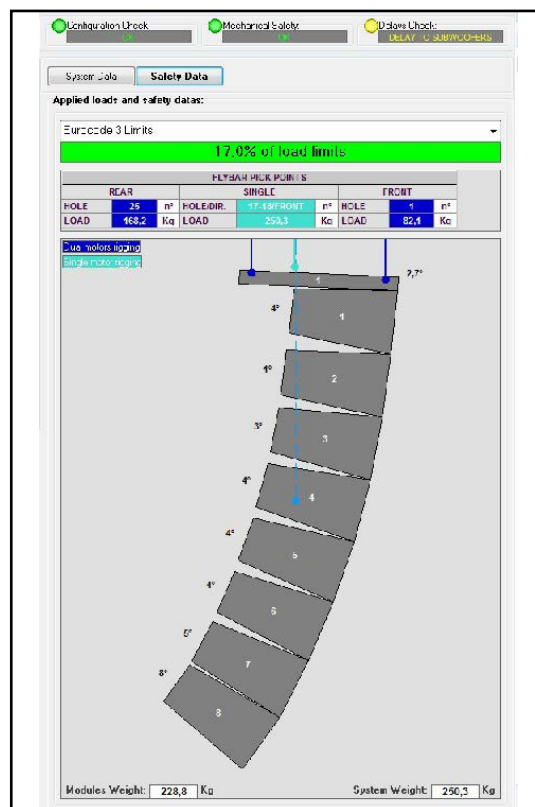 Configuration Check:
OK
Mechanical Safety:
OK
Delays Check:
DELAY TO SUBWOOFERS
System Data
Safety Data
Applied loads and safety datas:
Eurocode 3 Limits
17,0% of load limits
FLYBAR PICK POINTS
REAR SINGLE FRONT
HOLE 25 n° HOLE/DIR. 17-18/FRONT n° HOLE 1 n°
LOAD 168,2 Kg LOAD 250,3 Kg LOAD 82,1 Kg
Dual motors rigging
Single motor rigging
1
4°
1
2
3°
3
4°
4
4°
5
4°
6
5°
7
8°
8
Modules Weight: 228,8 Kg
System Weight: 250,3 Kg